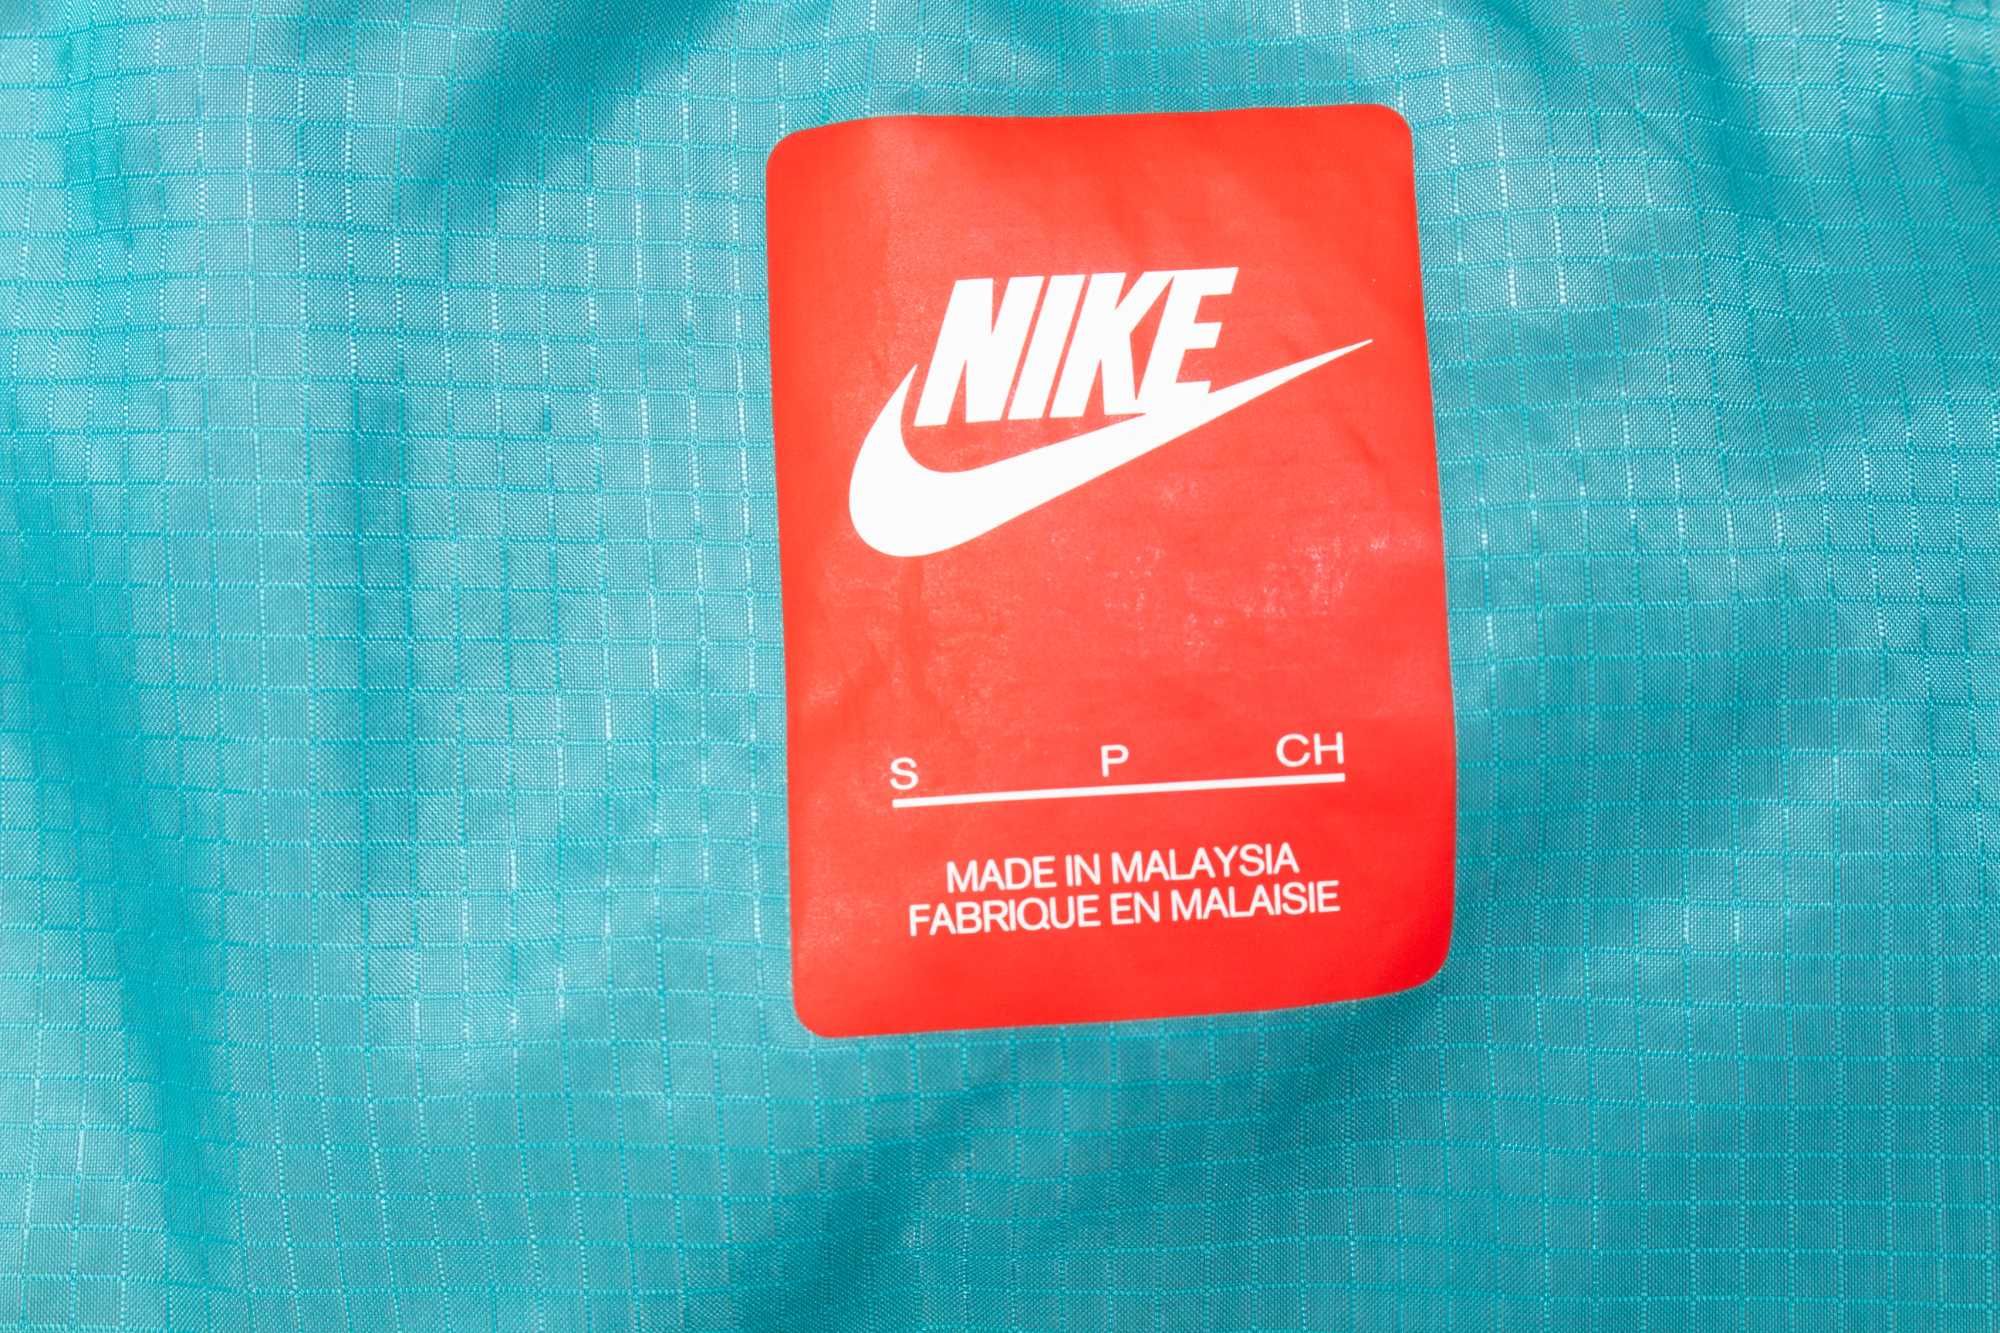 NIKE
S P CH
MADE IN MALAYSIA
FABRIQUE EN MALAISIE